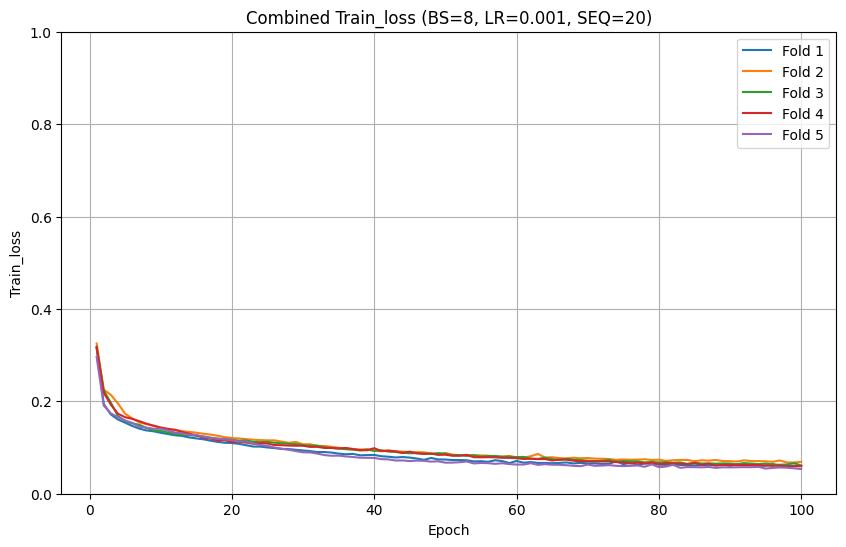 Combined Train_loss (BS=8, LR=0.001, SEQ=20)
1.0
0.8
0.6
0.4
0.2
0.0
Train_loss
0
20
40
60
80
100
Epoch
Fold 1
Fold 2
Fold 3
Fold 4
Fold 5